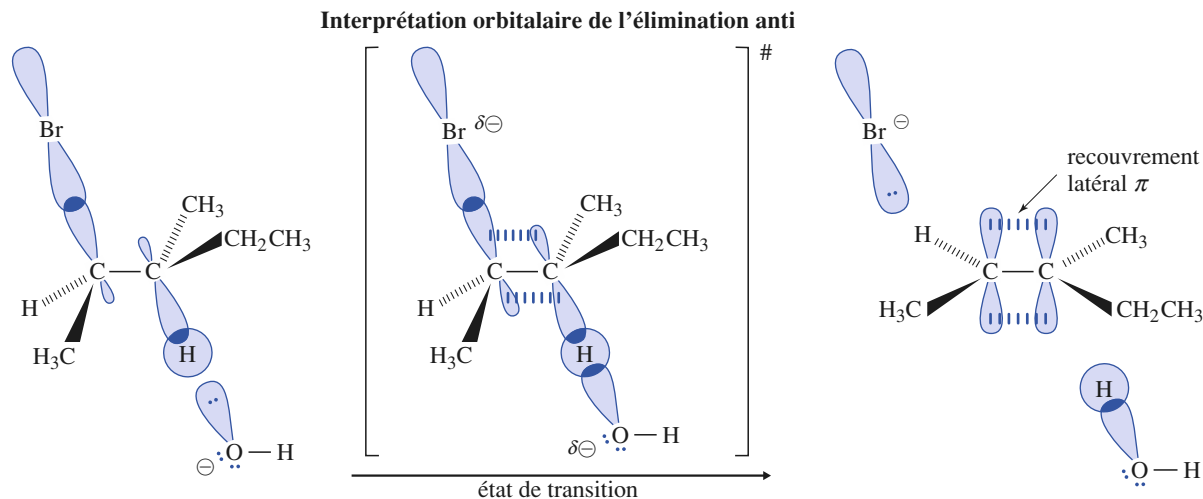 Interprétation orbitalaire de l’élimination anti
Br
CH₃
CH₂CH₃
C
C
H
H₃C
H
⊖
O
H
#
Br
δ⊖
CH₃
CH₂CH₃
C
C
H
H₃C
H
δ⊖
O
H
état de transition
Br
⊖
recouvrement
latéral π
H
CH₃
C
C
H₃C
CH₂CH₃
H
O
H